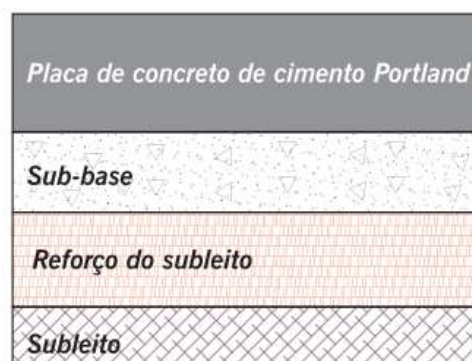 Placa de concreto de cimento Portland
Sub-base
Reforço do subleito
Subleito